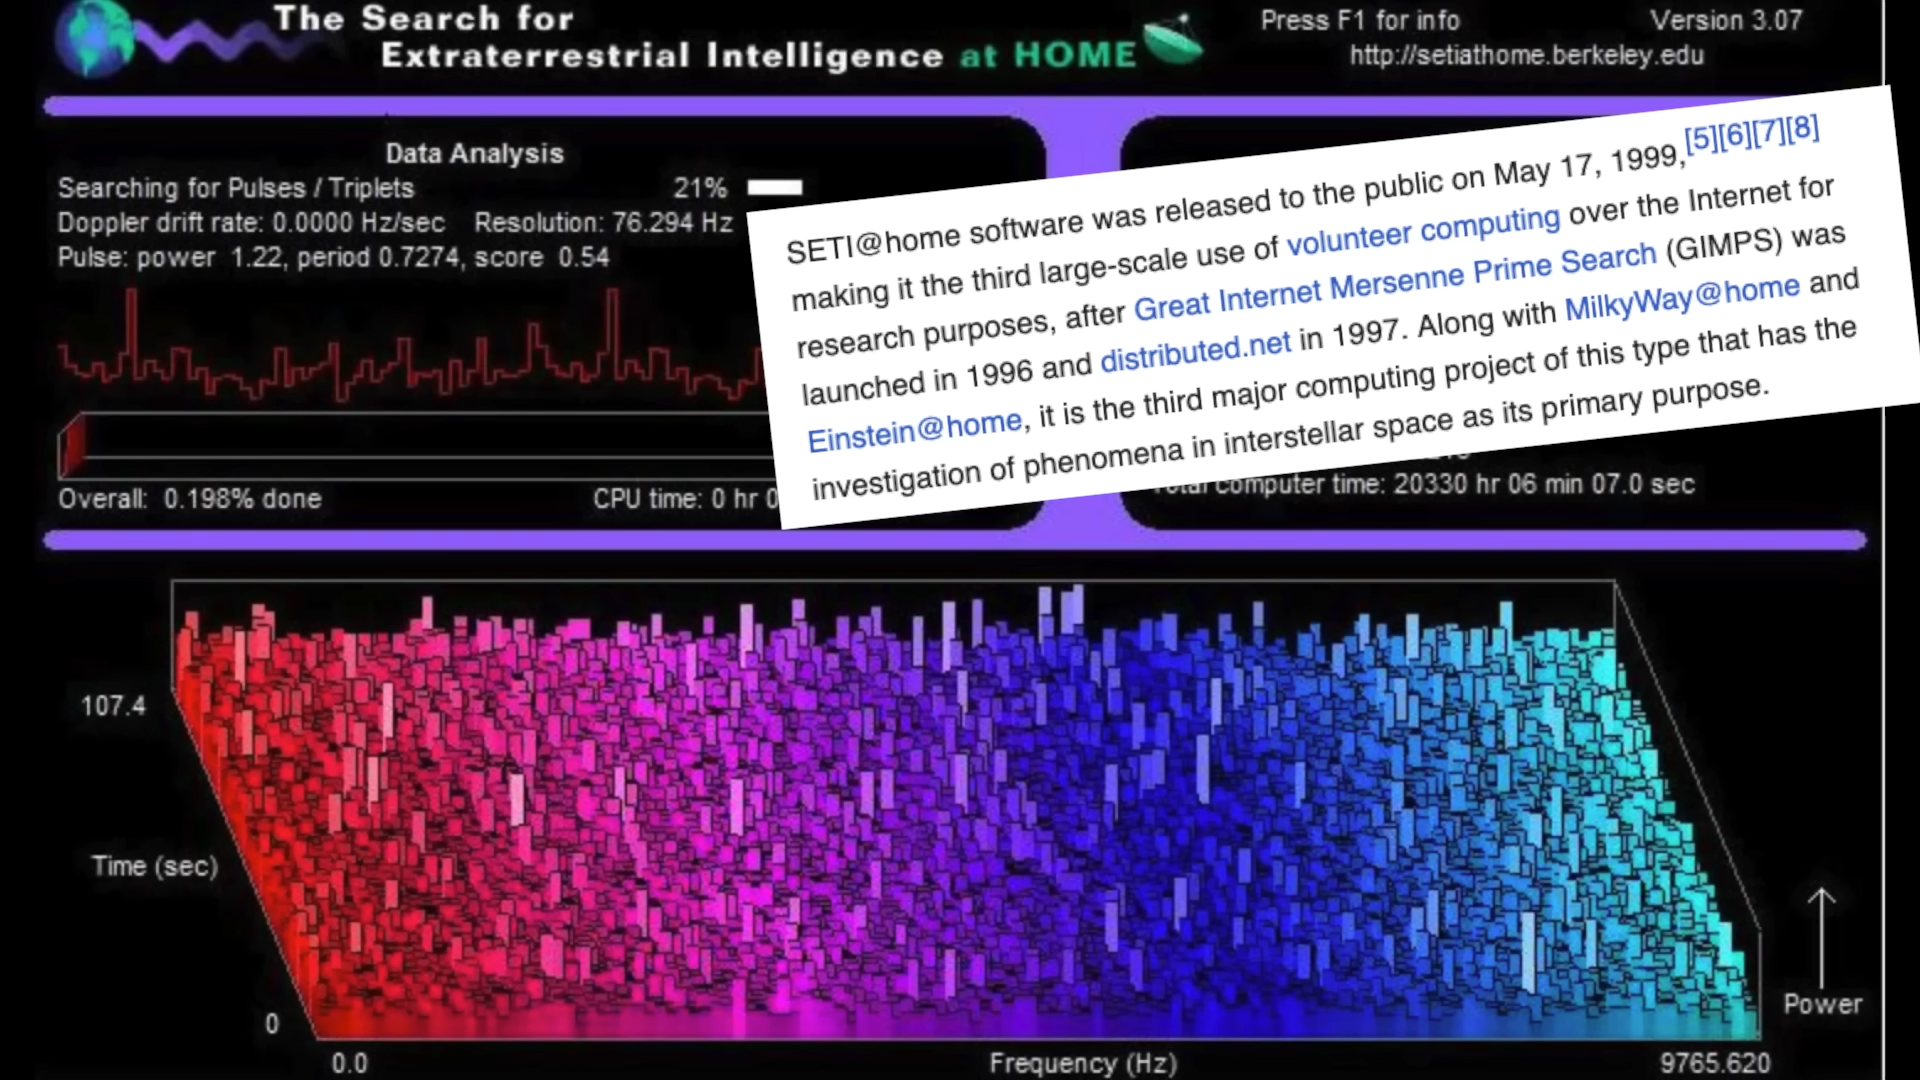 The Search for
Extraterrestrial Intelligence at HOME
Press F1 for info
Version 3.07
http://setiathome.berkeley.edu
Data Analysis
Searching for Pulses / Triplets 21%
Doppler drift rate: 0.0000 Hz/sec Resolution: 76.294 Hz
Pulse: power 1.22, period 0.7274, score 0.54
Overall: 0.198% done
CPU time: 0 hr
SETI@home software was released to the public on May 17, 1999,[5][6][7][8]
making it the third large-scale use of volunteer computing over the Internet for
research purposes, after Great Internet Mersenne Prime Search (GIMPS) was
launched in 1996 and distributed.net in 1997. Along with MilkyWay@home and
Einstein@home, it is the third major computing project of this type that has the
investigation of phenomena in interstellar space as its primary purpose.
Total computer time: 20330 hr 06 min 07.0 sec
107.4
Time (sec)
0
0.0
Frequency (Hz)
9765.620
Power